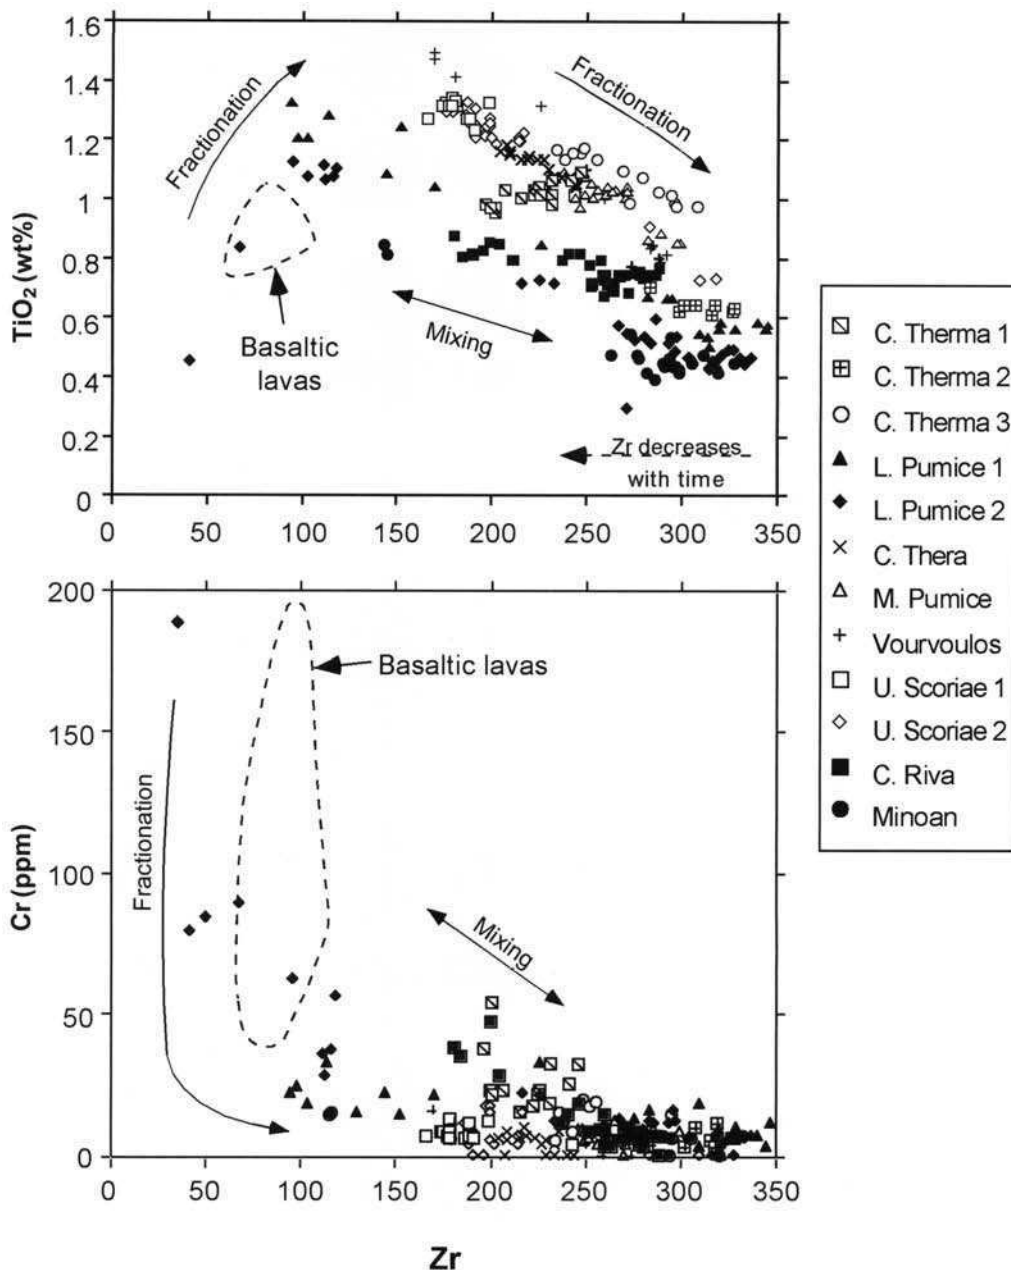 1.6
1.4
1.2
1
0.8
0.6
0.4
0.2
0
TiO2 (wt%)
Fractionation
Fractionation
Basaltic
lavas
Mixing
Zr decreases
with time
0 50 100 150 200 250 300 350
C. Therma 1
C. Therma 2
C. Therma 3
L. Pumice 1
L. Pumice 2
C. Thera
M. Pumice
Vourvoulos
U. Scoriae 1
U. Scoriae 2
C. Riva
Minoan
200
150
100
50
0
Cr (ppm)
Fractionation
Basaltic lavas
Mixing
0 50 100 150 200 250 300 350
Zr